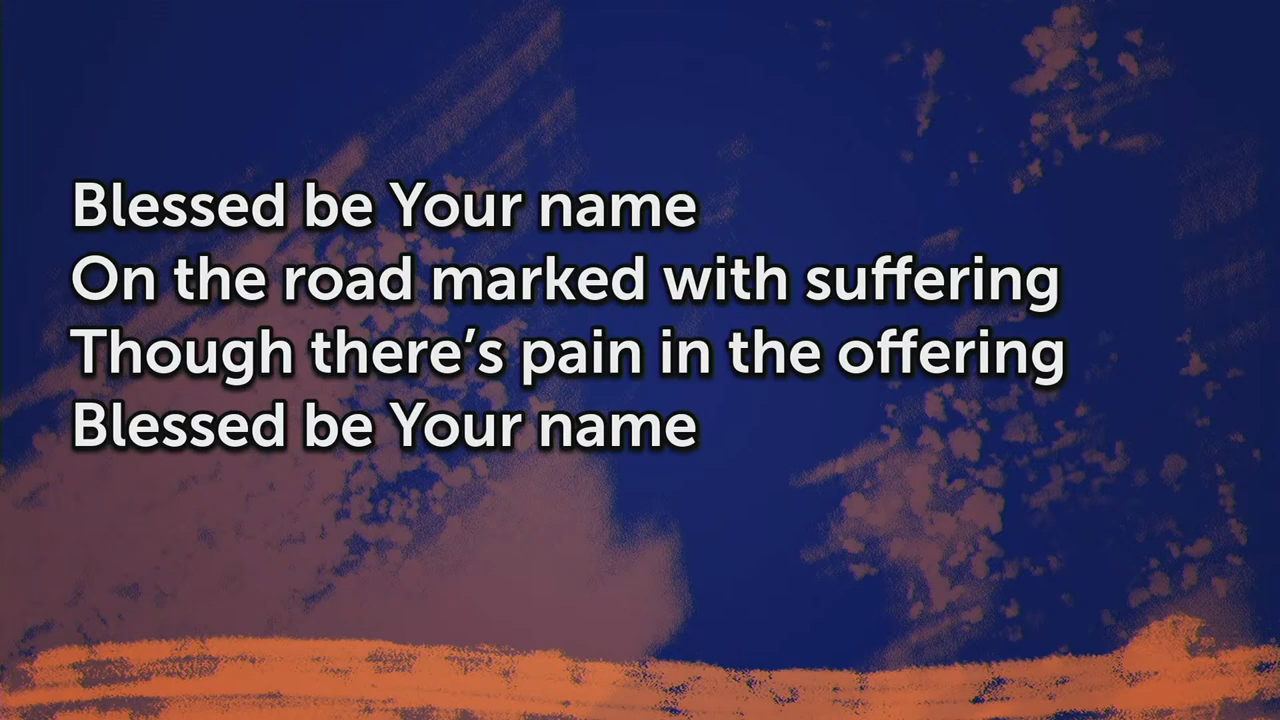 Blessed be Your name
On the road marked with suffering
Though there’s pain in the offering
Blessed be Your name